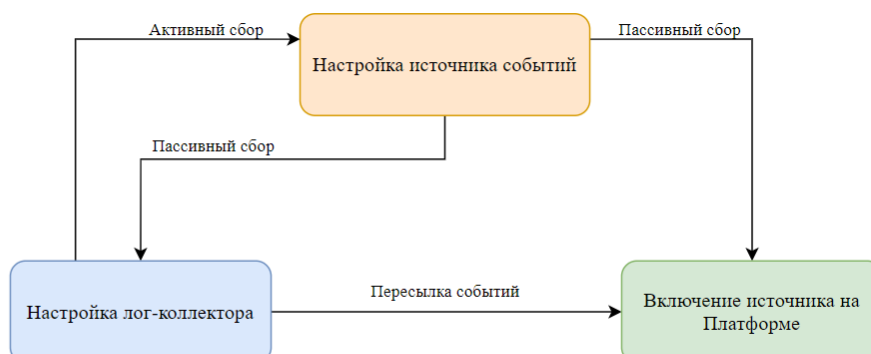 Активный сбор
Пассивный сбор
Настройка источника событий
Пассивный сбор
Пересылка событий
Настройка лог-коллектора
Включение источника на
Платформе